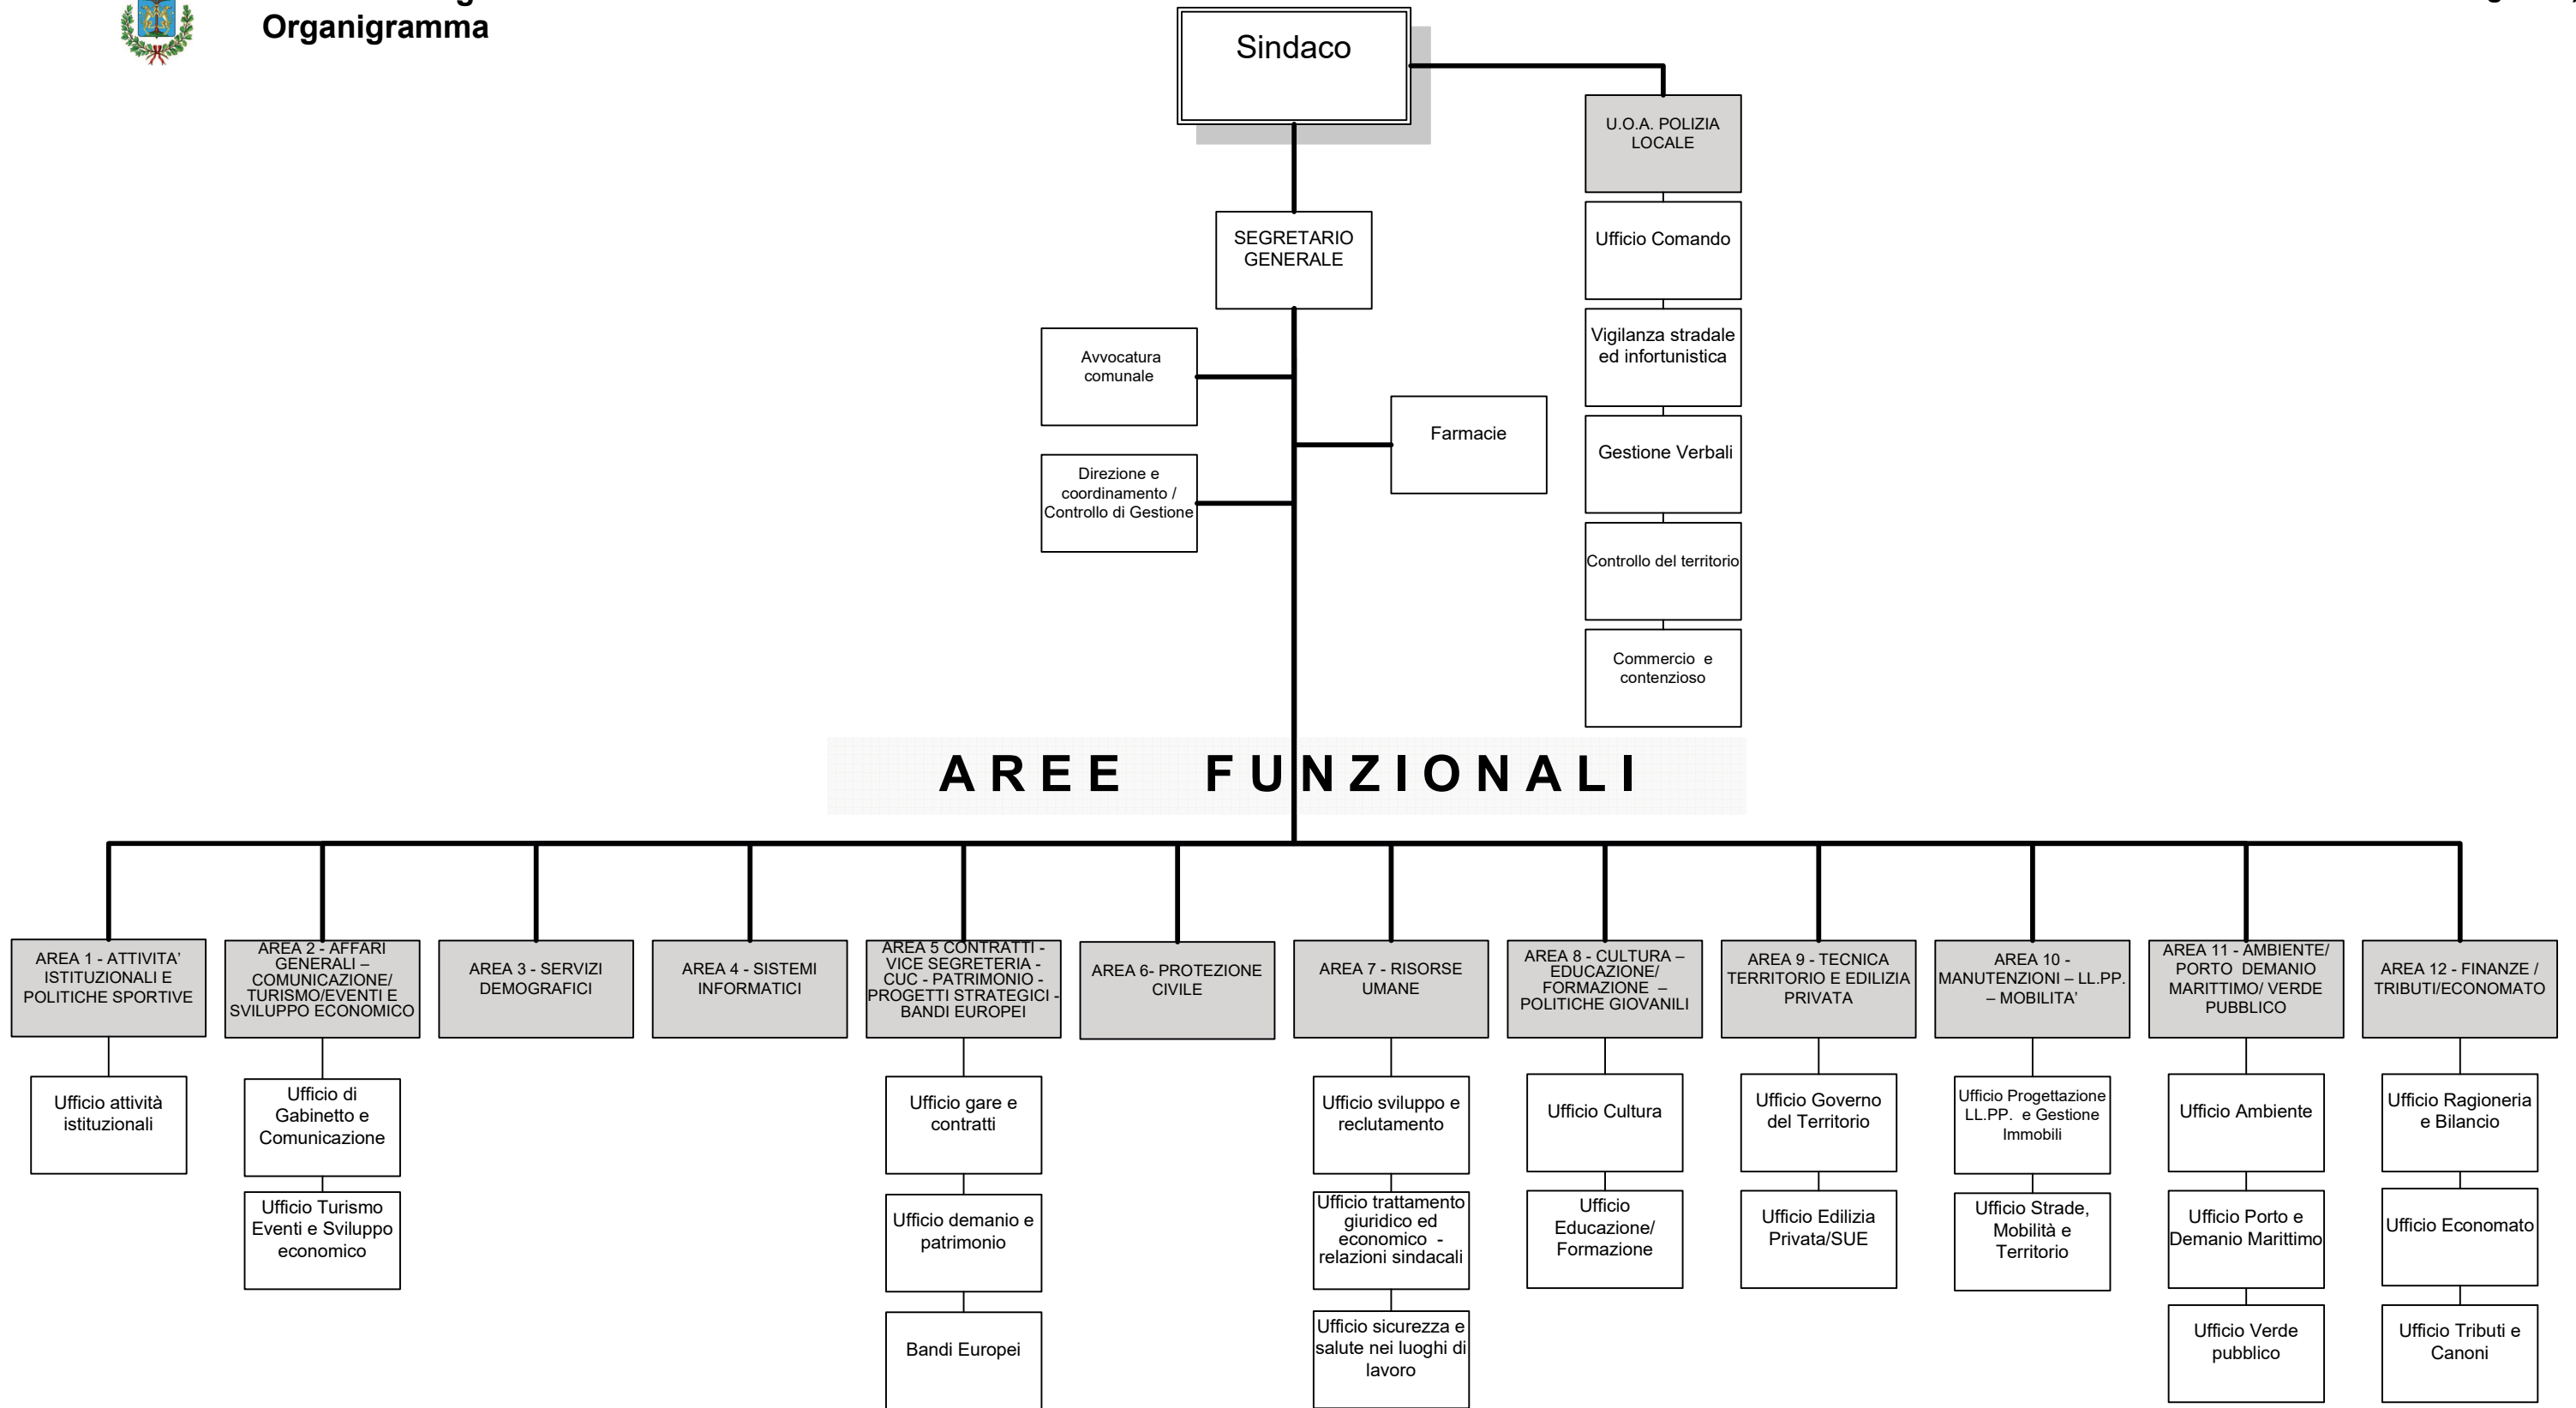 Organigramma
Sindaco
U.O.A. POLIZIA
LOCALE
SEGRETARIO
GENERALE
Ufficio Comando
Vigilanza stradale
ed infortunistica
Avvocatura
comunale
Farmacie
Gestione Verbali
Direzione e
coordinamento /
Controllo di Gestione
Controllo del territorio
Commercio e
contenzioso
AREE FUNZIONALI
AREA 1 - ATTIVITA’
ISTITUZIONALI E
POLITICHE SPORTIVE
AREA 2 - AFFARI
GENERALI –
COMUNICAZIONE/
TURISMO/EVENTI E
SVILUPPO ECONOMICO
AREA 3 - SERVIZI
DEMOGRAFICI
AREA 4 - SISTEMI
INFORMATICI
AREA 5 CONTRATTI -
VICE SEGRETERIA -
CUC - PATRIMONIO -
PROGETTI STRATEGICI -
BANDI EUROPEI
AREA 6- PROTEZIONE
CIVILE
AREA 7 - RISORSE
UMANE
AREA 8 - CULTURA –
EDUCAZIONE/
FORMAZIONE –
POLITICHE GIOVANILI
AREA 9 - TECNICA
TERRITORIO E EDILIZIA
PRIVATA
AREA 10 -
MANUTENZIONI – LL.PP.
– MOBILITA’
AREA 11 - AMBIENTE/
PORTO DEMANIO
MARITTIMO/ VERDE
PUBBLICO
AREA 12 - FINANZE /
TRIBUTI/ECONOMATO
Ufficio attività
istituzionali
Ufficio di
Gabinetto e
Comunicazione
Ufficio Turismo
Eventi e Sviluppo
economico
Ufficio gare e
contratti
Ufficio demanio e
patrimonio
Bandi Europei
Ufficio sviluppo e
reclutamento
Ufficio trattamento
giuridico ed
economico -
relazioni sindacali
Ufficio sicurezza e
salute nei luoghi di
lavoro
Ufficio Cultura
Ufficio
Educazione/
Formazione
Ufficio Governo
del Territorio
Ufficio Edilizia
Privata/SUE
Ufficio Progettazione
LL.PP. e Gestione
Immobili
Ufficio Strade,
Mobilità e
Territorio
Ufficio Ambiente
Ufficio Porto e
Demanio Marittimo
Ufficio Verde
pubblico
Ufficio Ragioneria
e Bilancio
Ufficio Economato
Ufficio Tributi e
Canoni